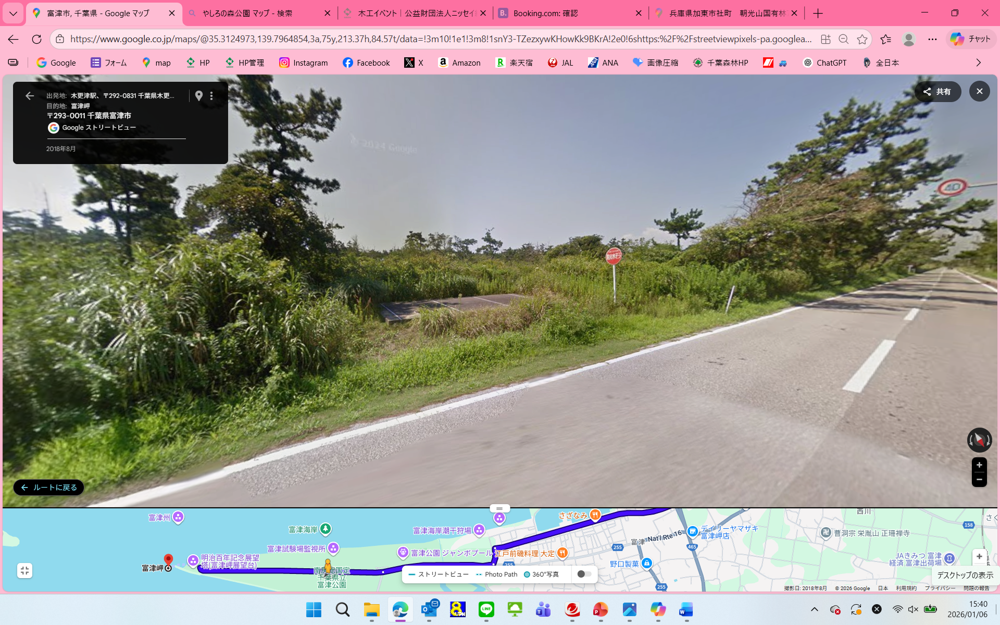 富津市, 千葉県 - Google マップ
やしろの森公園 マップ - 検索
木工イベント｜公益財団法人ニッセイ
Booking.com: 確認
兵庫県加東市社町 朝光山国有林
https://www.google.co.jp/maps/@35.3124973,139.7964854,3a,75y,213.37h,84.57t/data=!3m10!1e1!3m8!1snY3-TZezxywKHowKk9BKrA!2e0!6shttps:%2F%2Fstreetviewpixels-pa.googlea...
チャット
Google
フォーム
map
HP
HP管理
Instagram
Facebook
X
Amazon
楽天宿
JAL
ANA
画像圧縮
千葉森林HP
ChatGPT
全日本
出発地: 木更津駅、〒292-0831 千葉県木更...
目的地: 富津岬
〒293-0011 千葉県富津市
Google ストリートビュー
2018年8月
共有
© 2024 Google
40
ルートに戻る
富津州
富津海岸
富津試験場監視所
富津海岸潮干狩場
富津公園 ジャンボプール
明治百年記念展望
塔(富津岬展望台)
富津岬
南房総国定
千葉県立
富津公園
さざなみ
江戸前磯料理 大定
255
富津
Nat'l Rte 16
デイリーヤマザキ
富津岬店
255
465
野口製菓
255
西川
158
曹洞宗 栄胤山 正珊禅寺
JAきみつ 富津
経済 富津出荷場
ストリートビュー
Photo Path
360°写真
デスクトップの表示
撮影日: 2018年8月
© 2026 Google
日本
利用規約
プライバシー
問題の報告
15:40
2026/01/06